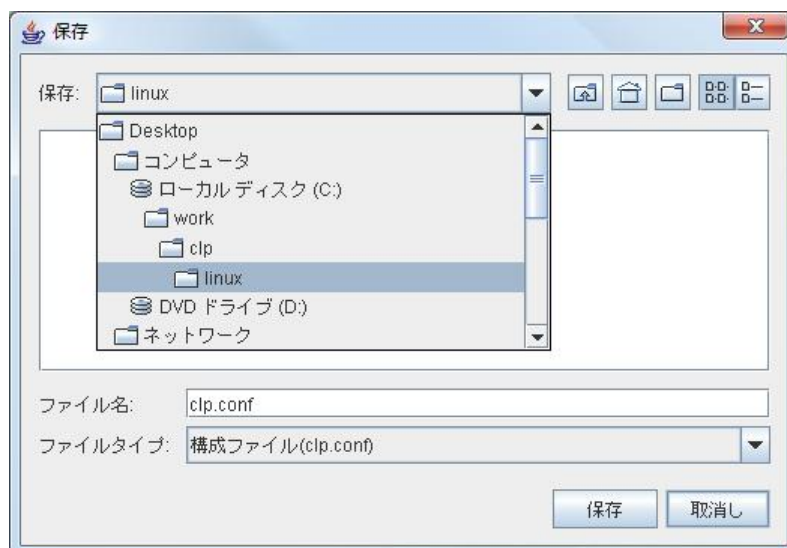 保存
保存: linux
Desktop
コンピュータ
ローカル ディスク (C:)
work
clp
linux
DVD ドライブ (D:)
ネットワーク
ファイル名: clp.conf
ファイルタイプ: 構成ファイル(clp.conf)
保存 取消し